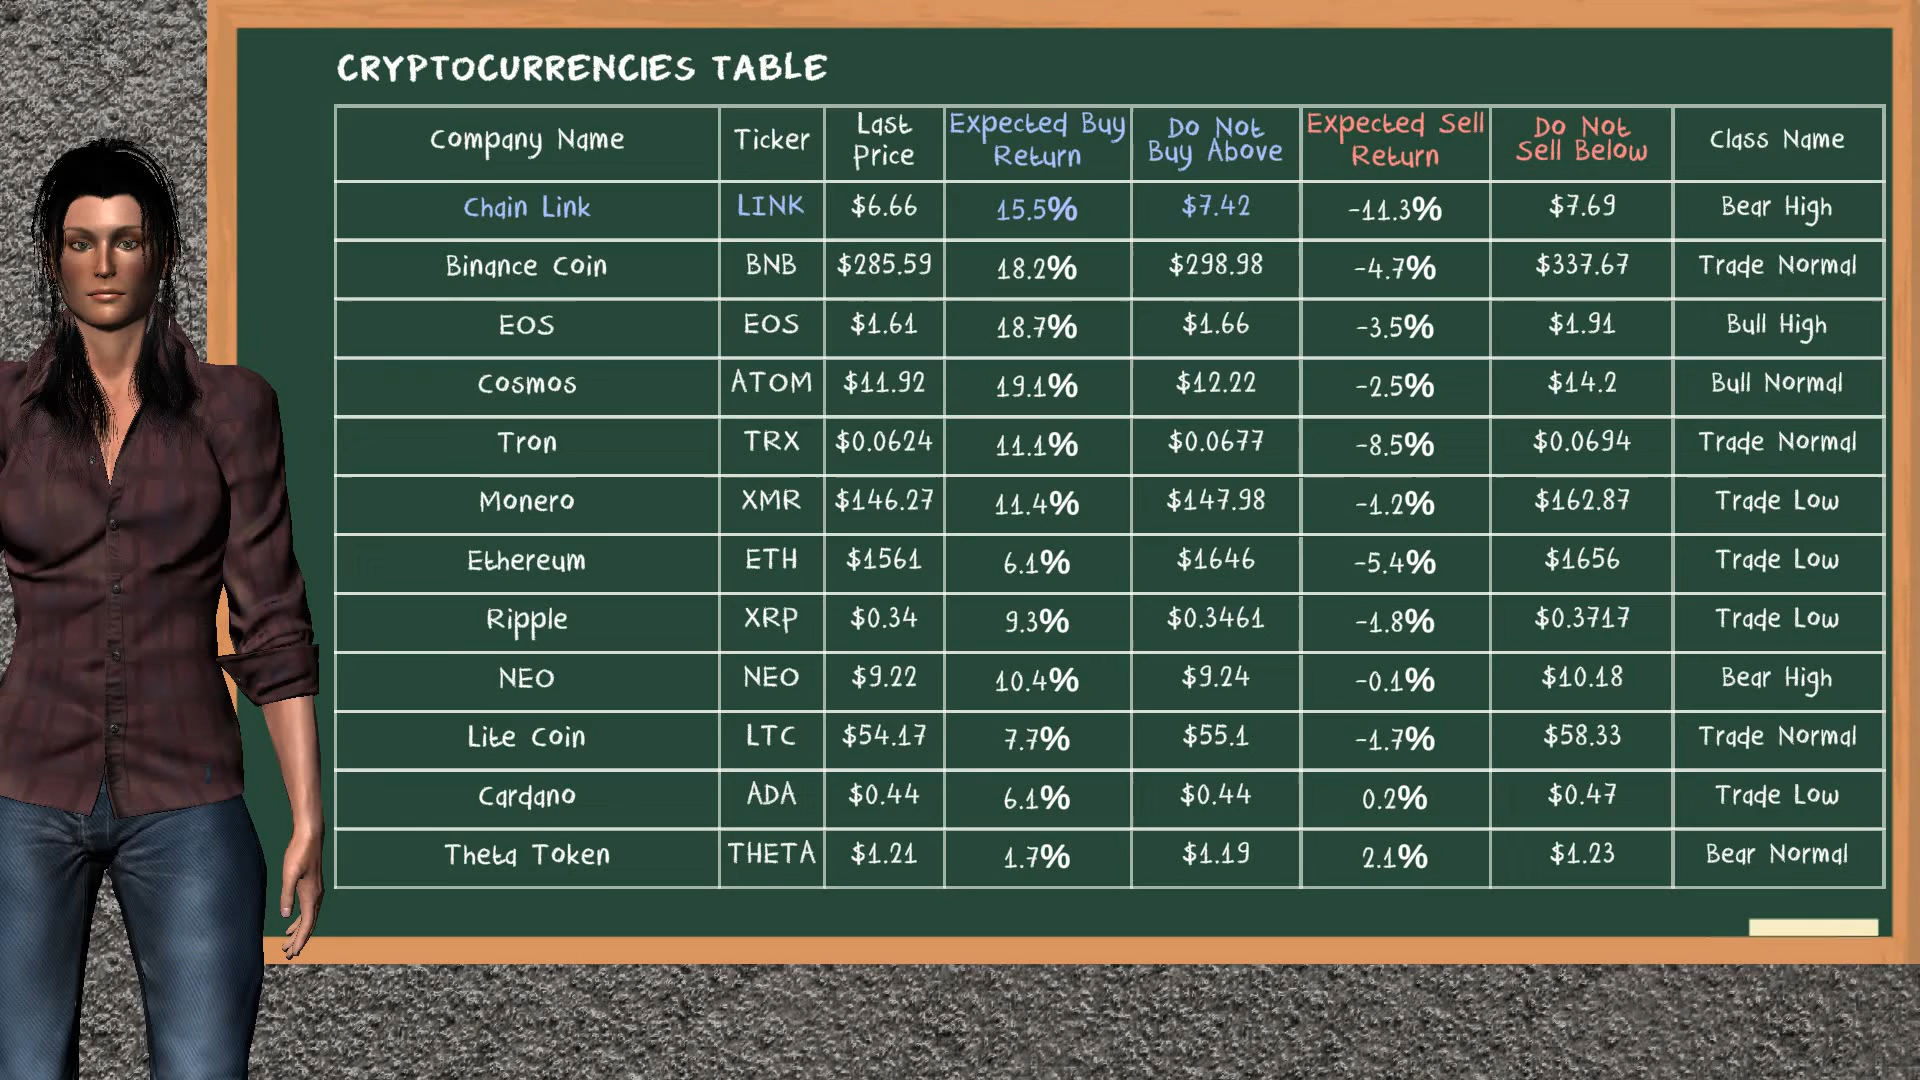 CRYPTOCURRENCIES TABLE
Company Name Ticker Last Price Expected Buy Return Do Not Buy Above Expected Sell Return Do Not Sell Below Class Name
Chain Link LINK $6.66 15.5% $7.42 -11.3% $7.69 Bear High
Binance Coin BNB $285.59 18.2% $298.98 -4.7% $337.67 Trade Normal
EOS EOS $1.61 18.7% $1.66 -3.5% $1.91 Bull High
Cosmos ATOM $11.92 19.1% $12.22 -2.5% $14.2 Bull Normal
Tron TRX $0.0624 11.1% $0.0677 -8.5% $0.0694 Trade Normal
Monero XMR $146.27 11.4% $147.98 -1.2% $162.87 Trade Low
Ethereum ETH $1561 6.1% $1646 -5.4% $1656 Trade Low
Ripple XRP $0.34 9.3% $0.3461 -1.8% $0.3717 Trade Low
NEO NEO $9.22 10.4% $9.24 -0.1% $10.18 Bear High
Lite Coin LTC $54.17 7.7% $55.1 -1.7% $58.33 Trade Normal
Cardano ADA $0.44 6.1% $0.44 0.2% $0.47 Trade Low
Theta Token THETA $1.21 1.7% $1.19 2.1% $1.23 Bear Normal